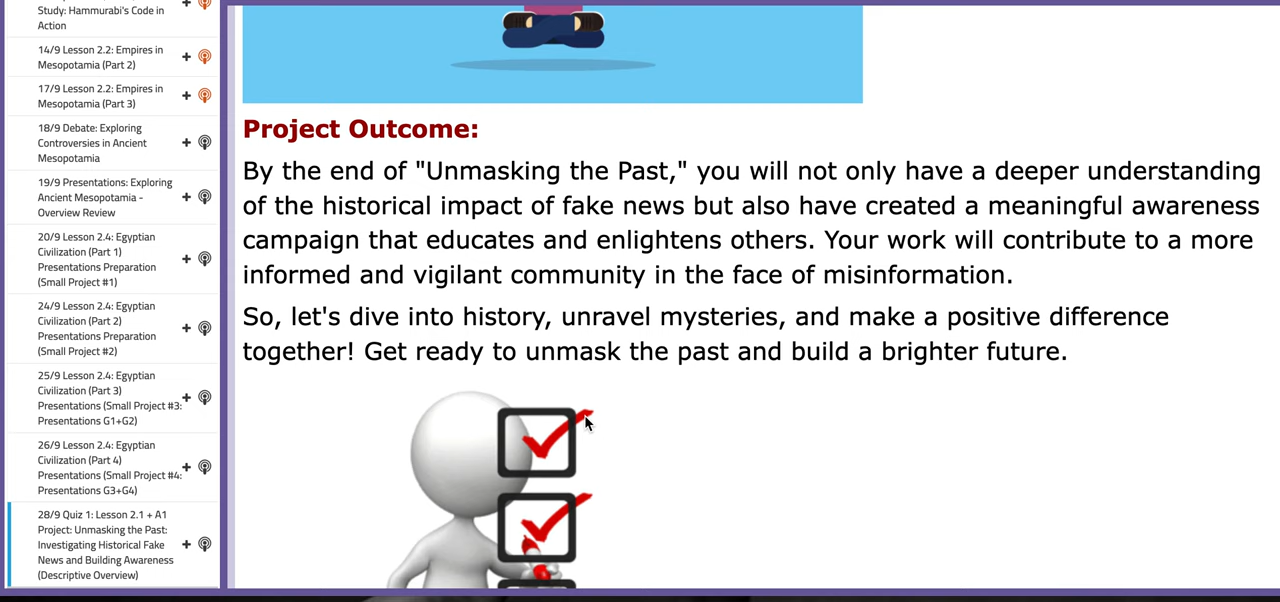 Study: Hammurabi's Code in
Action
14/9 Lesson 2.2: Empires in
Mesopotamia (Part 2)
17/9 Lesson 2.2: Empires in
Mesopotamia (Part 3)
18/9 Debate: Exploring
Controversies in Ancient
Mesopotamia
19/9 Presentations: Exploring
Ancient Mesopotamia -
Overview Review
20/9 Lesson 2.4: Egyptian
Civilization (Part 1)
Presentations Preparation
(Small Project #1)
24/9 Lesson 2.4: Egyptian
Civilization (Part 2)
Presentations Preparation
(Small Project #2)
25/9 Lesson 2.4: Egyptian
Civilization (Part 3)
Presentations (Small Project #3:
Presentations G1+G2)
26/9 Lesson 2.4: Egyptian
Civilization (Part 4)
Presentations (Small Project #4:
Presentations G3+G4)
28/9 Quiz 1: Lesson 2.1 + A1
Project: Unmasking the Past:
Investigating Historical Fake
News and Building Awareness
(Descriptive Overview)
Project Outcome:
By the end of "Unmasking the Past," you will not only have a deeper understanding
of the historical impact of fake news but also have created a meaningful awareness
campaign that educates and enlightens others. Your work will contribute to a more
informed and vigilant community in the face of misinformation.
So, let's dive into history, unravel mysteries, and make a positive difference
together! Get ready to unmask the past and build a brighter future.